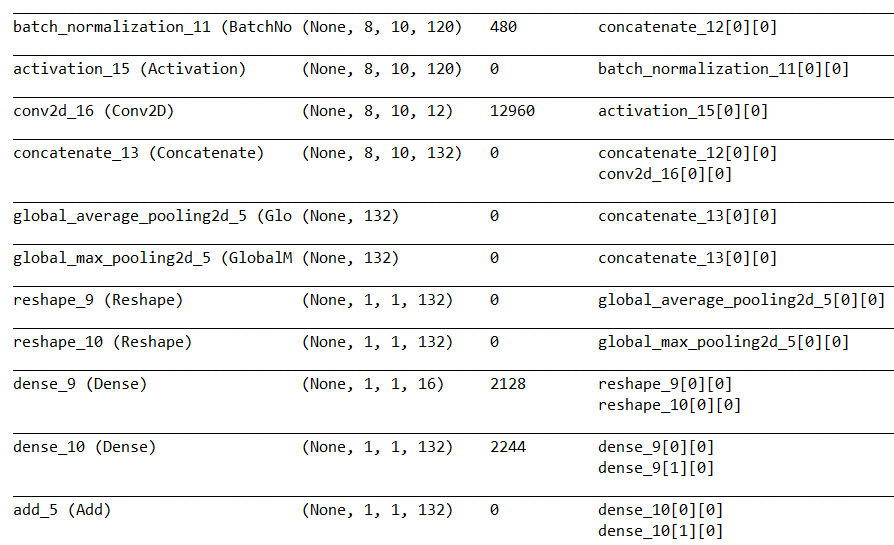 batch_normalization_11 (BatchNo (None, 8, 10, 120) 480 concatenate_12[0][0]
activation_15 (Activation) (None, 8, 10, 120) 0 batch_normalization_11[0][0]
conv2d_16 (Conv2D) (None, 8, 10, 12) 12960 activation_15[0][0]
concatenate_13 (Concatenate) (None, 8, 10, 132) 0 concatenate_12[0][0]
conv2d_16[0][0]
global_average_pooling2d_5 (Glo (None, 132) 0 concatenate_13[0][0]
global_max_pooling2d_5 (GlobalM (None, 132) 0 concatenate_13[0][0]
reshape_9 (Reshape) (None, 1, 1, 132) 0 global_average_pooling2d_5[0][0]
reshape_10 (Reshape) (None, 1, 1, 132) 0 global_max_pooling2d_5[0][0]
dense_9 (Dense) (None, 1, 1, 16) 2128 reshape_9[0][0]
reshape_10[0][0]
dense_10 (Dense) (None, 1, 1, 132) 2244 dense_9[0][0]
dense_9[1][0]
add_5 (Add) (None, 1, 1, 132) 0 dense_10[0][0]
dense_10[1][0]